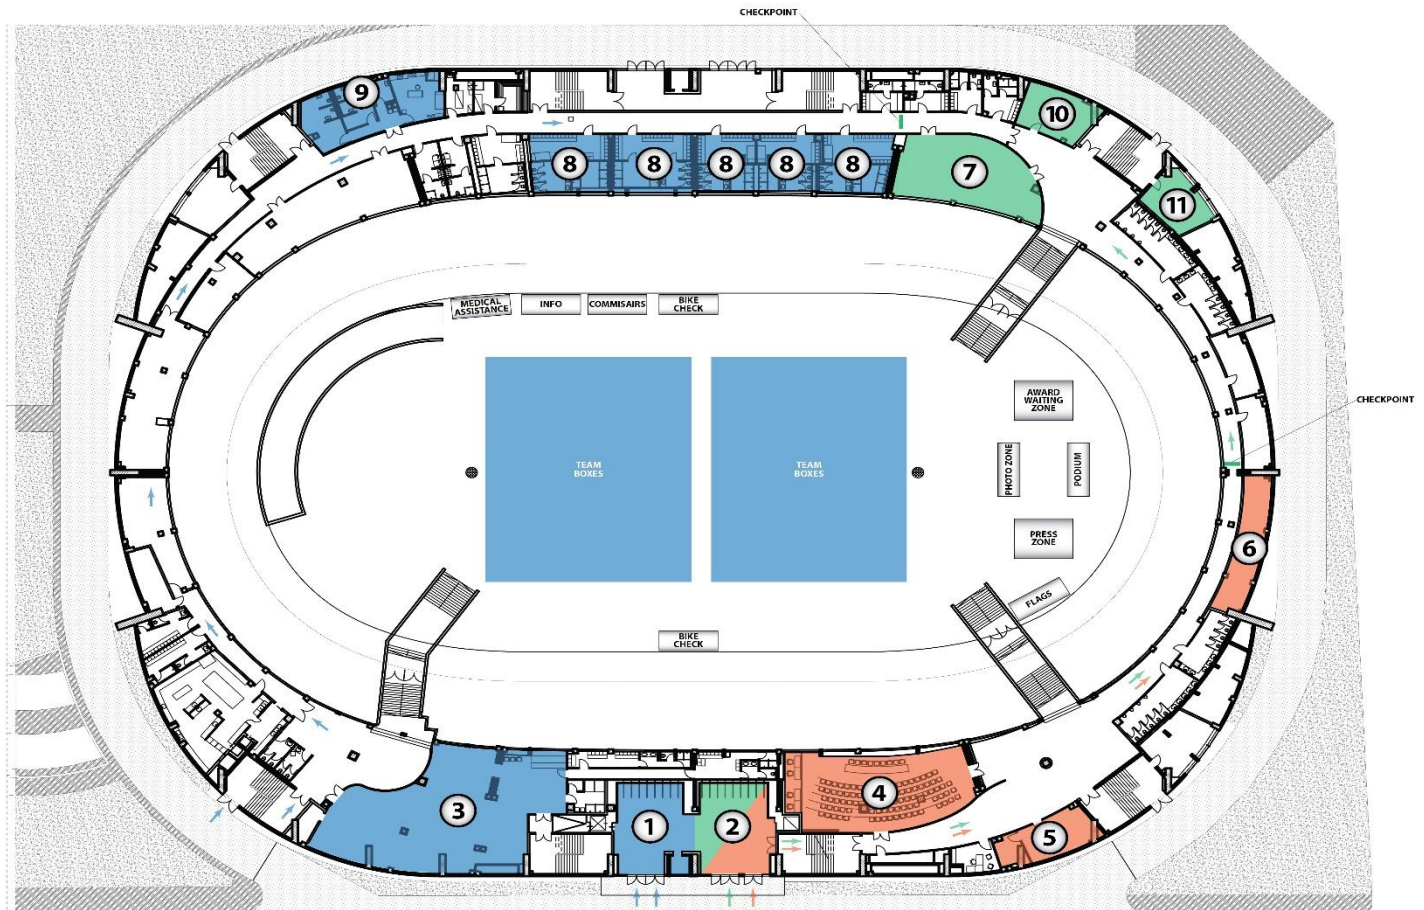 CHECKPOINT
9
10
7
8
8
8
8
8
11
MEDICAL
ASSISTANCE
INFO
COMMISAIRS
BIKE
CHECK
AWARD
WAITING
ZONE
CHECKPOINT
TEAM
BOXES
TEAM
BOXES
PHOTO ZONE
PODIUM
PRESS
ZONE
6
FLAGS
BIKE
CHECK
3
1
2
4
5